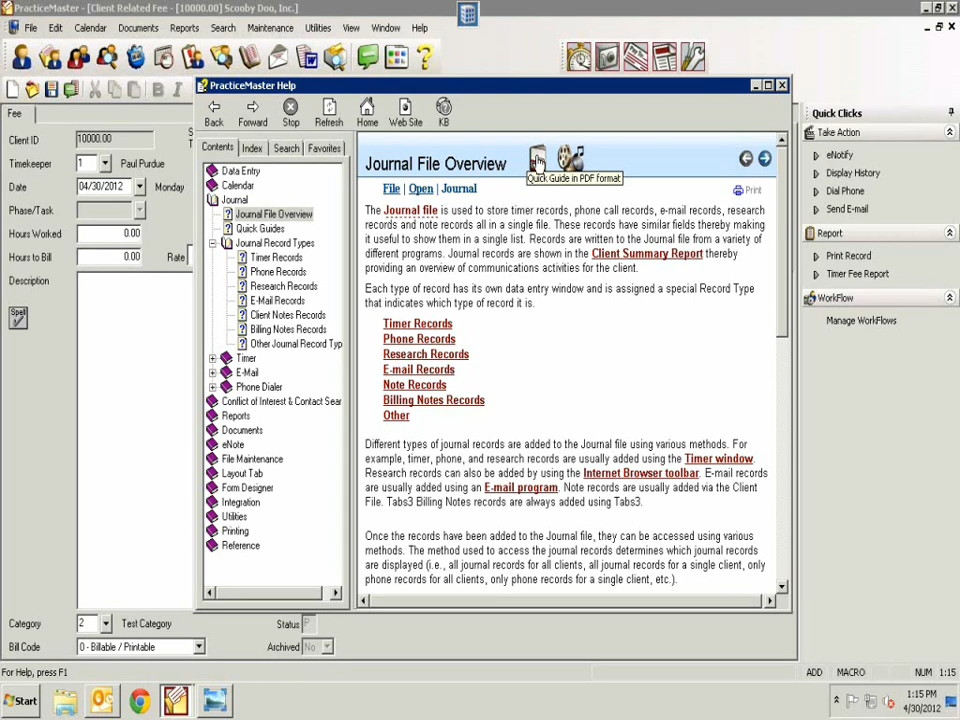 PracticeMaster - [Client Related Fee - [10000.00] Scooby Doo, Inc.]
File Edit Calendar Documents Reports Search Maintenance Utilities View Window Help
B I
Fee
Client ID 10000.00
Timekeeper 1 Paul Purdue
Date 04/30/2012 Monday
Phase/Task
Hours Worked 0.00
Hours to Bill 0.00 Rate
Description
Spell
Category 2 Test Category Status P
Bill Code 0 - Billable / Printable Archived No
PracticeMaster Help
Back Forward Stop Refresh Home Web Site KB
Contents Index Search Favorites
Data Entry
Calendar
Journal
Journal File Overview
Quick Guides
Journal Record Types
Timer Records
Phone Records
Research Records
E-Mail Records
Client Notes Records
Billing Notes Records
Other Journal Record Typ
Timer
E-Mail
Phone Dialer
Conflict of Interest & Contact Sear
Reports
Documents
eNote
File Maintenance
Layout Tab
Form Designer
Integration
Utilities
Printing
Reference
Journal File Overview
Quick Guide in PDF format
File | Open | Journal
Print
The Journal file is used to store timer records, phone call records, e-mail records, research
records and note records all in a single file. These records have similar fields thereby making
it useful to show them in a single list. Records are written to the Journal file from a variety of
different programs. Journal records are shown in the Client Summary Report thereby
providing an overview of communications activities for the client.
Each type of record has its own data entry window and is assigned a special Record Type
that indicates which type of record it is.
Timer Records
Phone Records
Research Records
E-mail Records
Note Records
Billing Notes Records
Other
Different types of journal records are added to the Journal file using various methods. For
example, timer, phone, and research records are usually added using the Timer window.
Research records can also be added by using the Internet Browser toolbar. E-mail records
are usually added using an E-mail program. Note records are usually added via the Client
File. Tabs3 Billing Notes records are always added using Tabs3.
Once the records have been added to the Journal file, they can be accessed using various
methods. The method used to access the journal records determines which journal records
are displayed (i.e., all journal records for all clients, all journal records for a single client, only
phone records for all clients, only phone records for a single client, etc.).
Quick Clicks
Take Action
eNotify
Display History
Dial Phone
Send E-mail
Report
Print Record
Timer Fee Report
WorkFlow
Manage WorkFlows
For Help, press F1
ADD MACRO NUM 1:15
Start
1:15 PM
4/30/2012